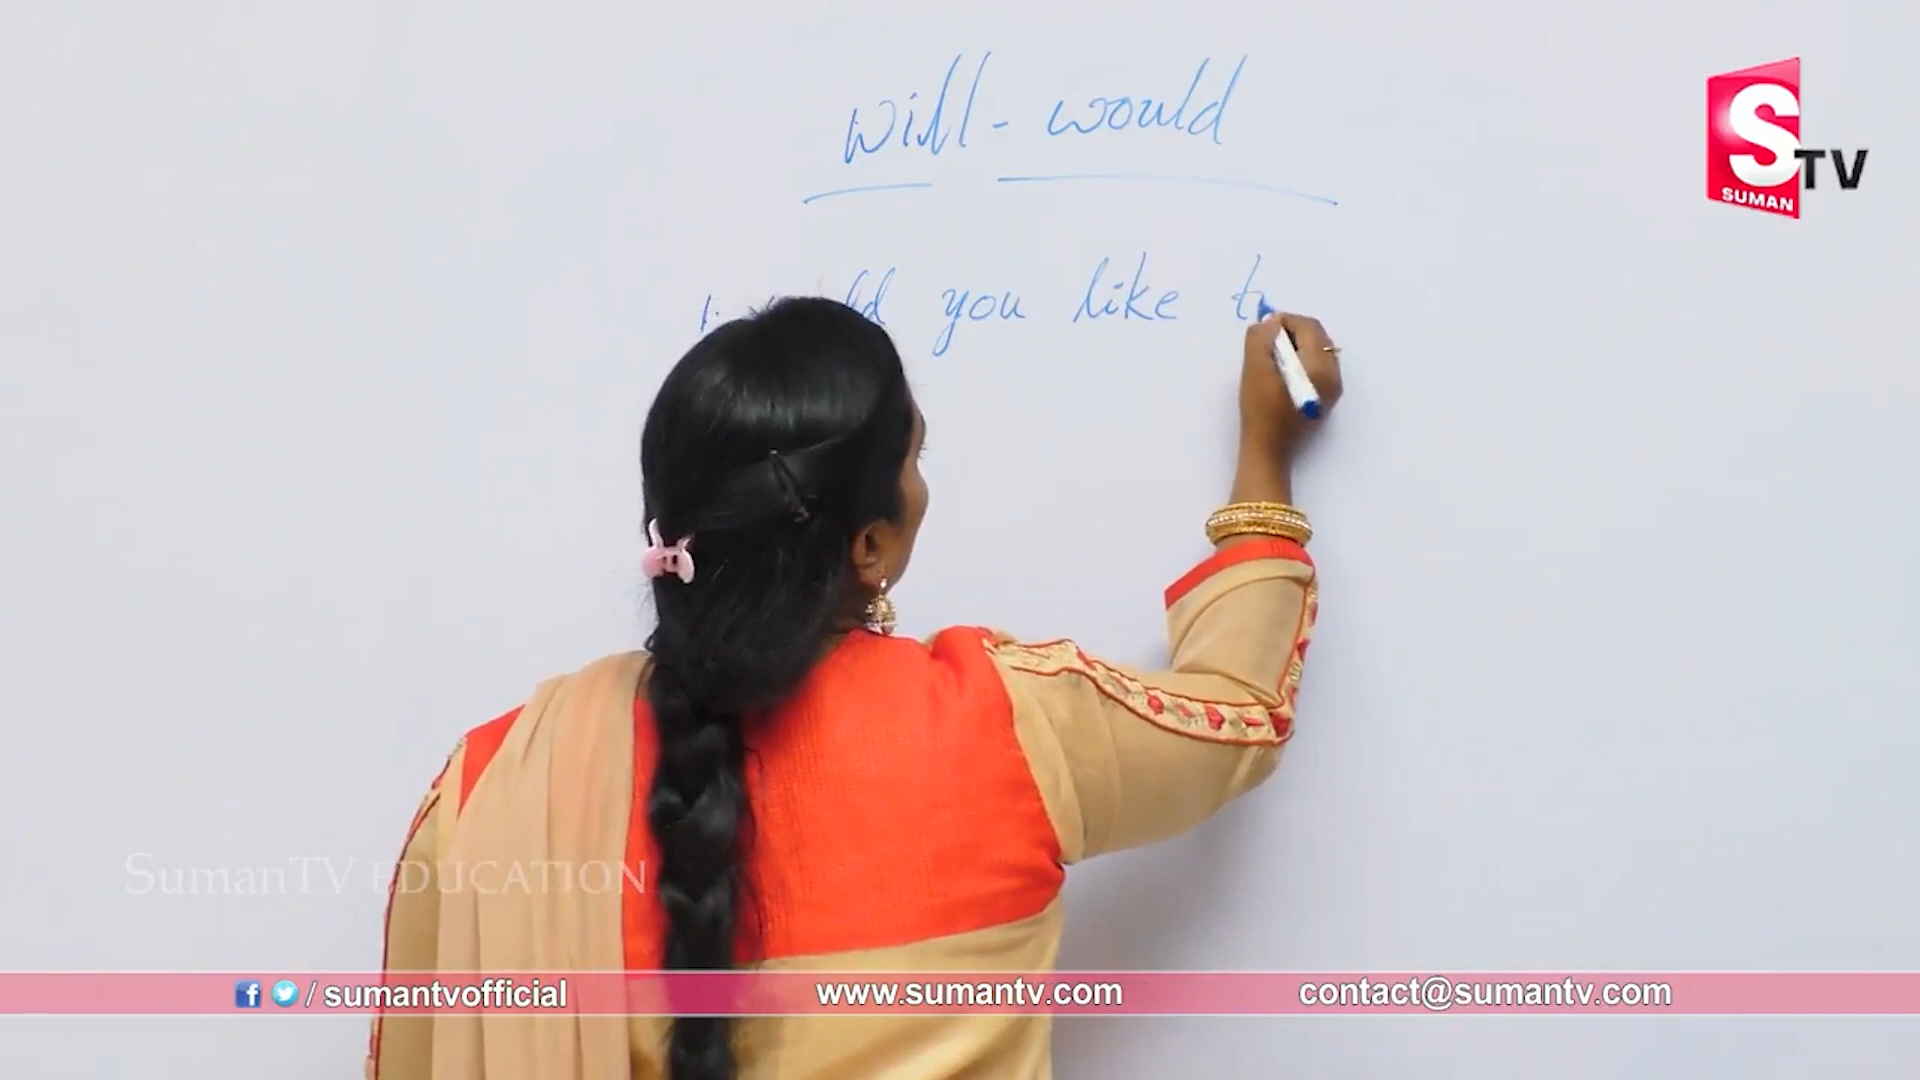 will - would
S TV
SUMAN
you like
SumanTV EDUCATION
/ sumantvofficial
www.sumantv.com
contact@sumantv.com